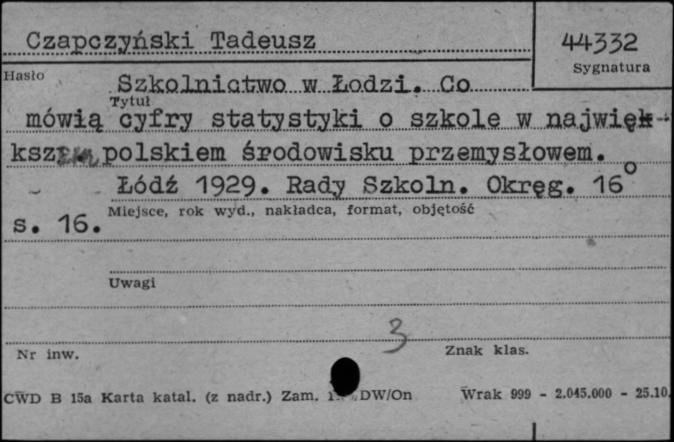 Czapczyński Tadeusz
44332
Hasło
Sygnatura
Szkolnictwo w Łodzi. Co
Tytuł
mówią cyfry statystyki o szkole w najwięk-
kszem polskiem środowisku przemysłowem.
Łódź 1929. Rady Szkoln. Okręg. 16°
Miejsce, rok wyd., nakładca, format, objętość
s. 16.
Uwagi
3
Nr inw.
Znak klas.
CWD B 15a Karta katal. (z nadr.) Zam. DW/On Wrak 999 - 2.045.000 - 25.10.